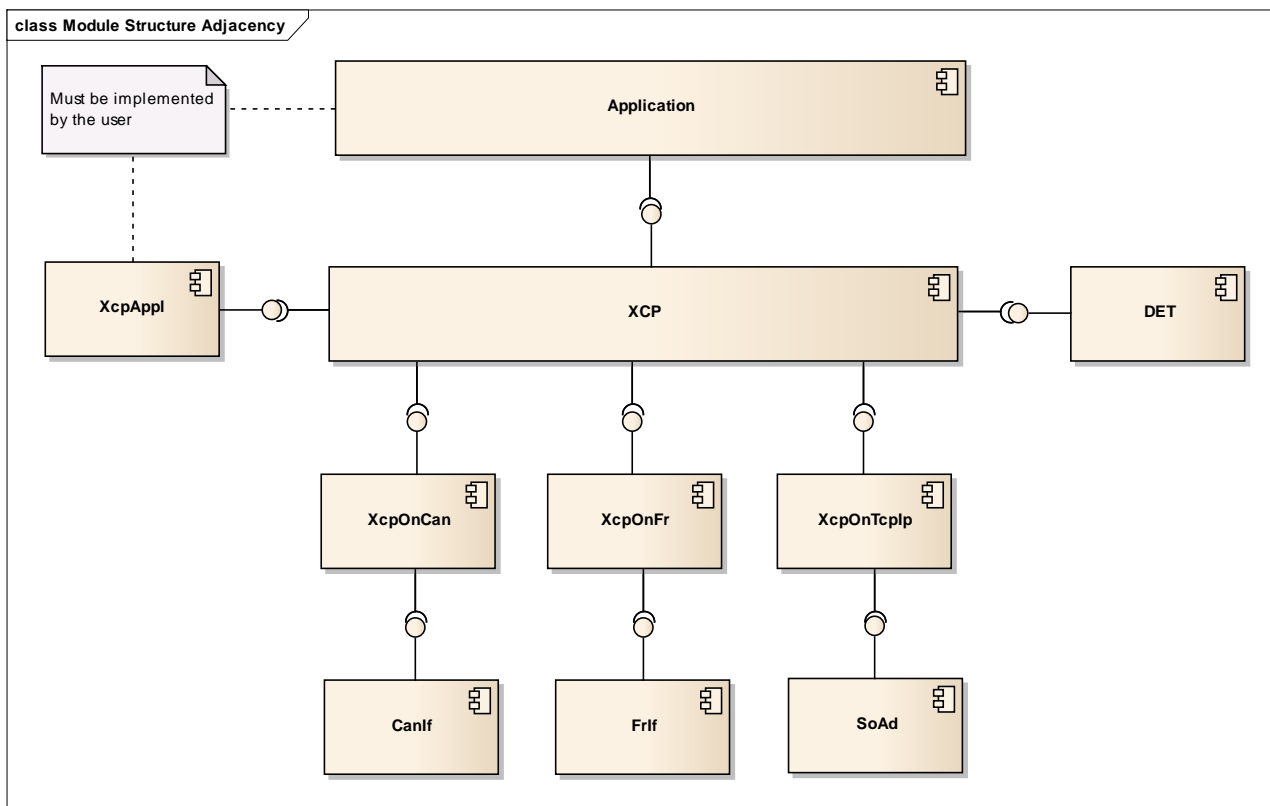 class Module Structure Adjacency
Must be implemented
by the user
Application
XcpAppl
XCP
DET
XcpOnCan
XcpOnFr
XcpOnTcpIp
CanIf
FrIf
SoAd